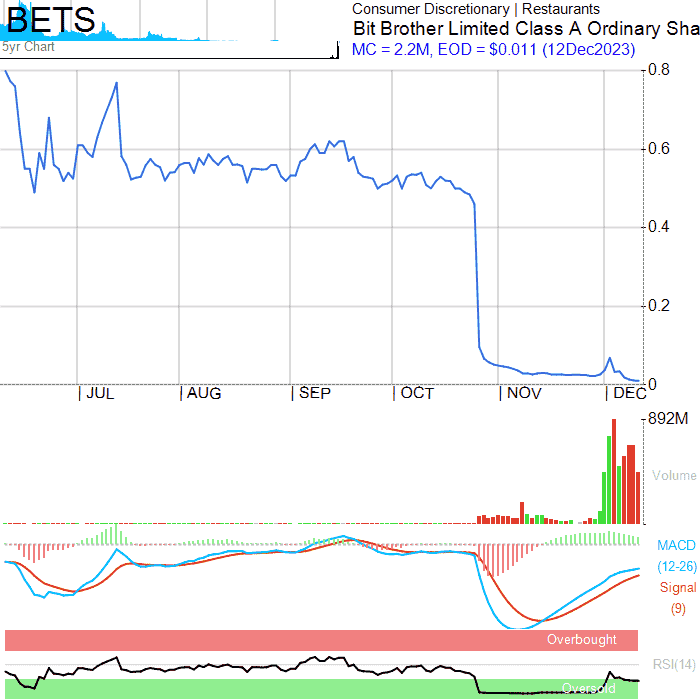 BETS
5yr Chart
Consumer Discretionary | Restaurants
Bit Brother Limited Class A Ordinary Sha
MC = 2.2M, EOD = $0.011 (12Dec2023)
0.8
0.6
0.4
0.2
0
JUL AUG SEP OCT NOV DEC
892M
Volume
MACD
(12-26)
Signal
(9)
Overbought
RSI(14)
Oversold